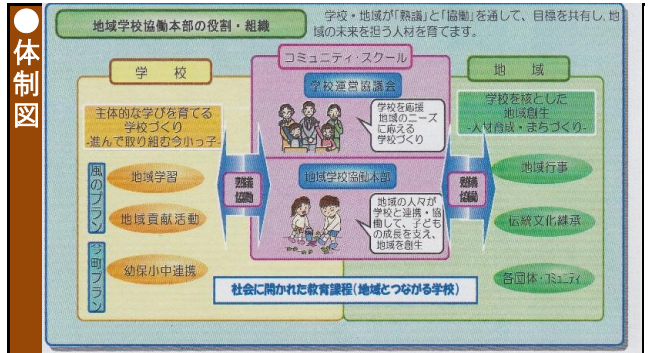 ●体制図
地域学校協働本部の役割・組織
学校・地域が「熟議」と「協働」を通して、目標を共有し、地
域の未来を担う人材を育てます。
コミュニティ・スクール
学校
主体的な学びを育てる
学校づくり
-進んで取り組む今小っ子-
風のプラン
地域学習
地域貢献活動
今町プラン
幼保小中連携
熟議
協働
学校運営協議会
学校を応援
地域のニーズ
に応える
学校づくり
地域学校協働本部
地域の人々が
学校と連携・協
働して、子ども
の成長を支え、
地域を創生
熟議
協働
地域
学校を核とした
地域創生
-人材育成・まちづくり-
地域行事
伝統文化継承
各団体・コミュニティ
社会に開かれた教育課程(地域とつながる学校)